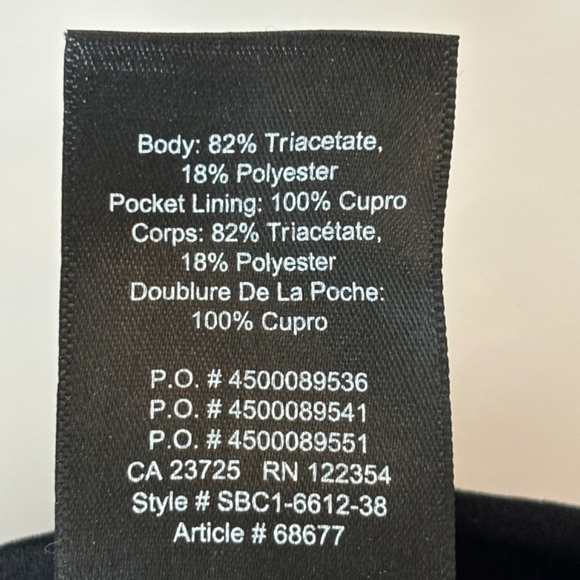 Body: 82% Triacetate,
18% Polyester
Pocket Lining: 100% Cupro
Corps: 82% Triacétate,
18% Polyester
Doublure De La Poche:
100% Cupro
P.O. # 4500089536
P.O. # 4500089541
P.O. # 4500089551
CA 23725 RN 122354
Style # SBC1-6612-38
Article # 68677